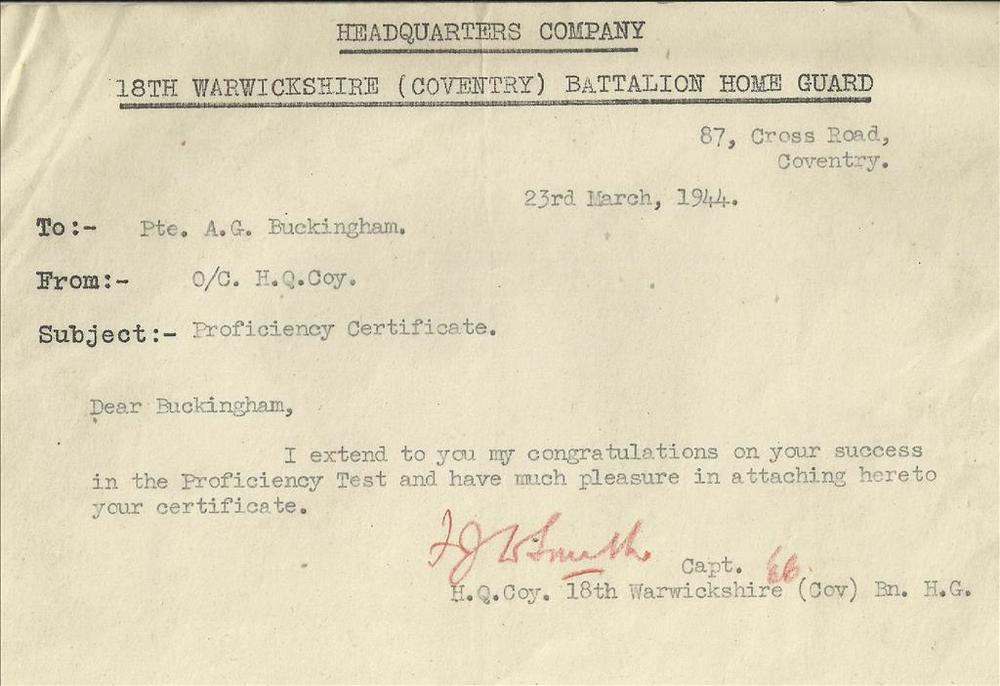 HEADQUARTERS COMPANY
18TH WARWICKSHIRE (COVENTRY) BATTALION HOME GUARD
87, Cross Road,
Coventry.
23rd March, 1944.
To:- Pte. A.G. Buckingham.
From:- O/C. H.Q.Coy.
Subject:- Proficiency Certificate.
Dear Buckingham,
I extend to you my congratulations on your success
in the Proficiency Test and have much pleasure in attaching hereto
your certificate.
Smith. Capt.
H.Q.Coy. 18th Warwickshire (Cov) Bn. H.G.